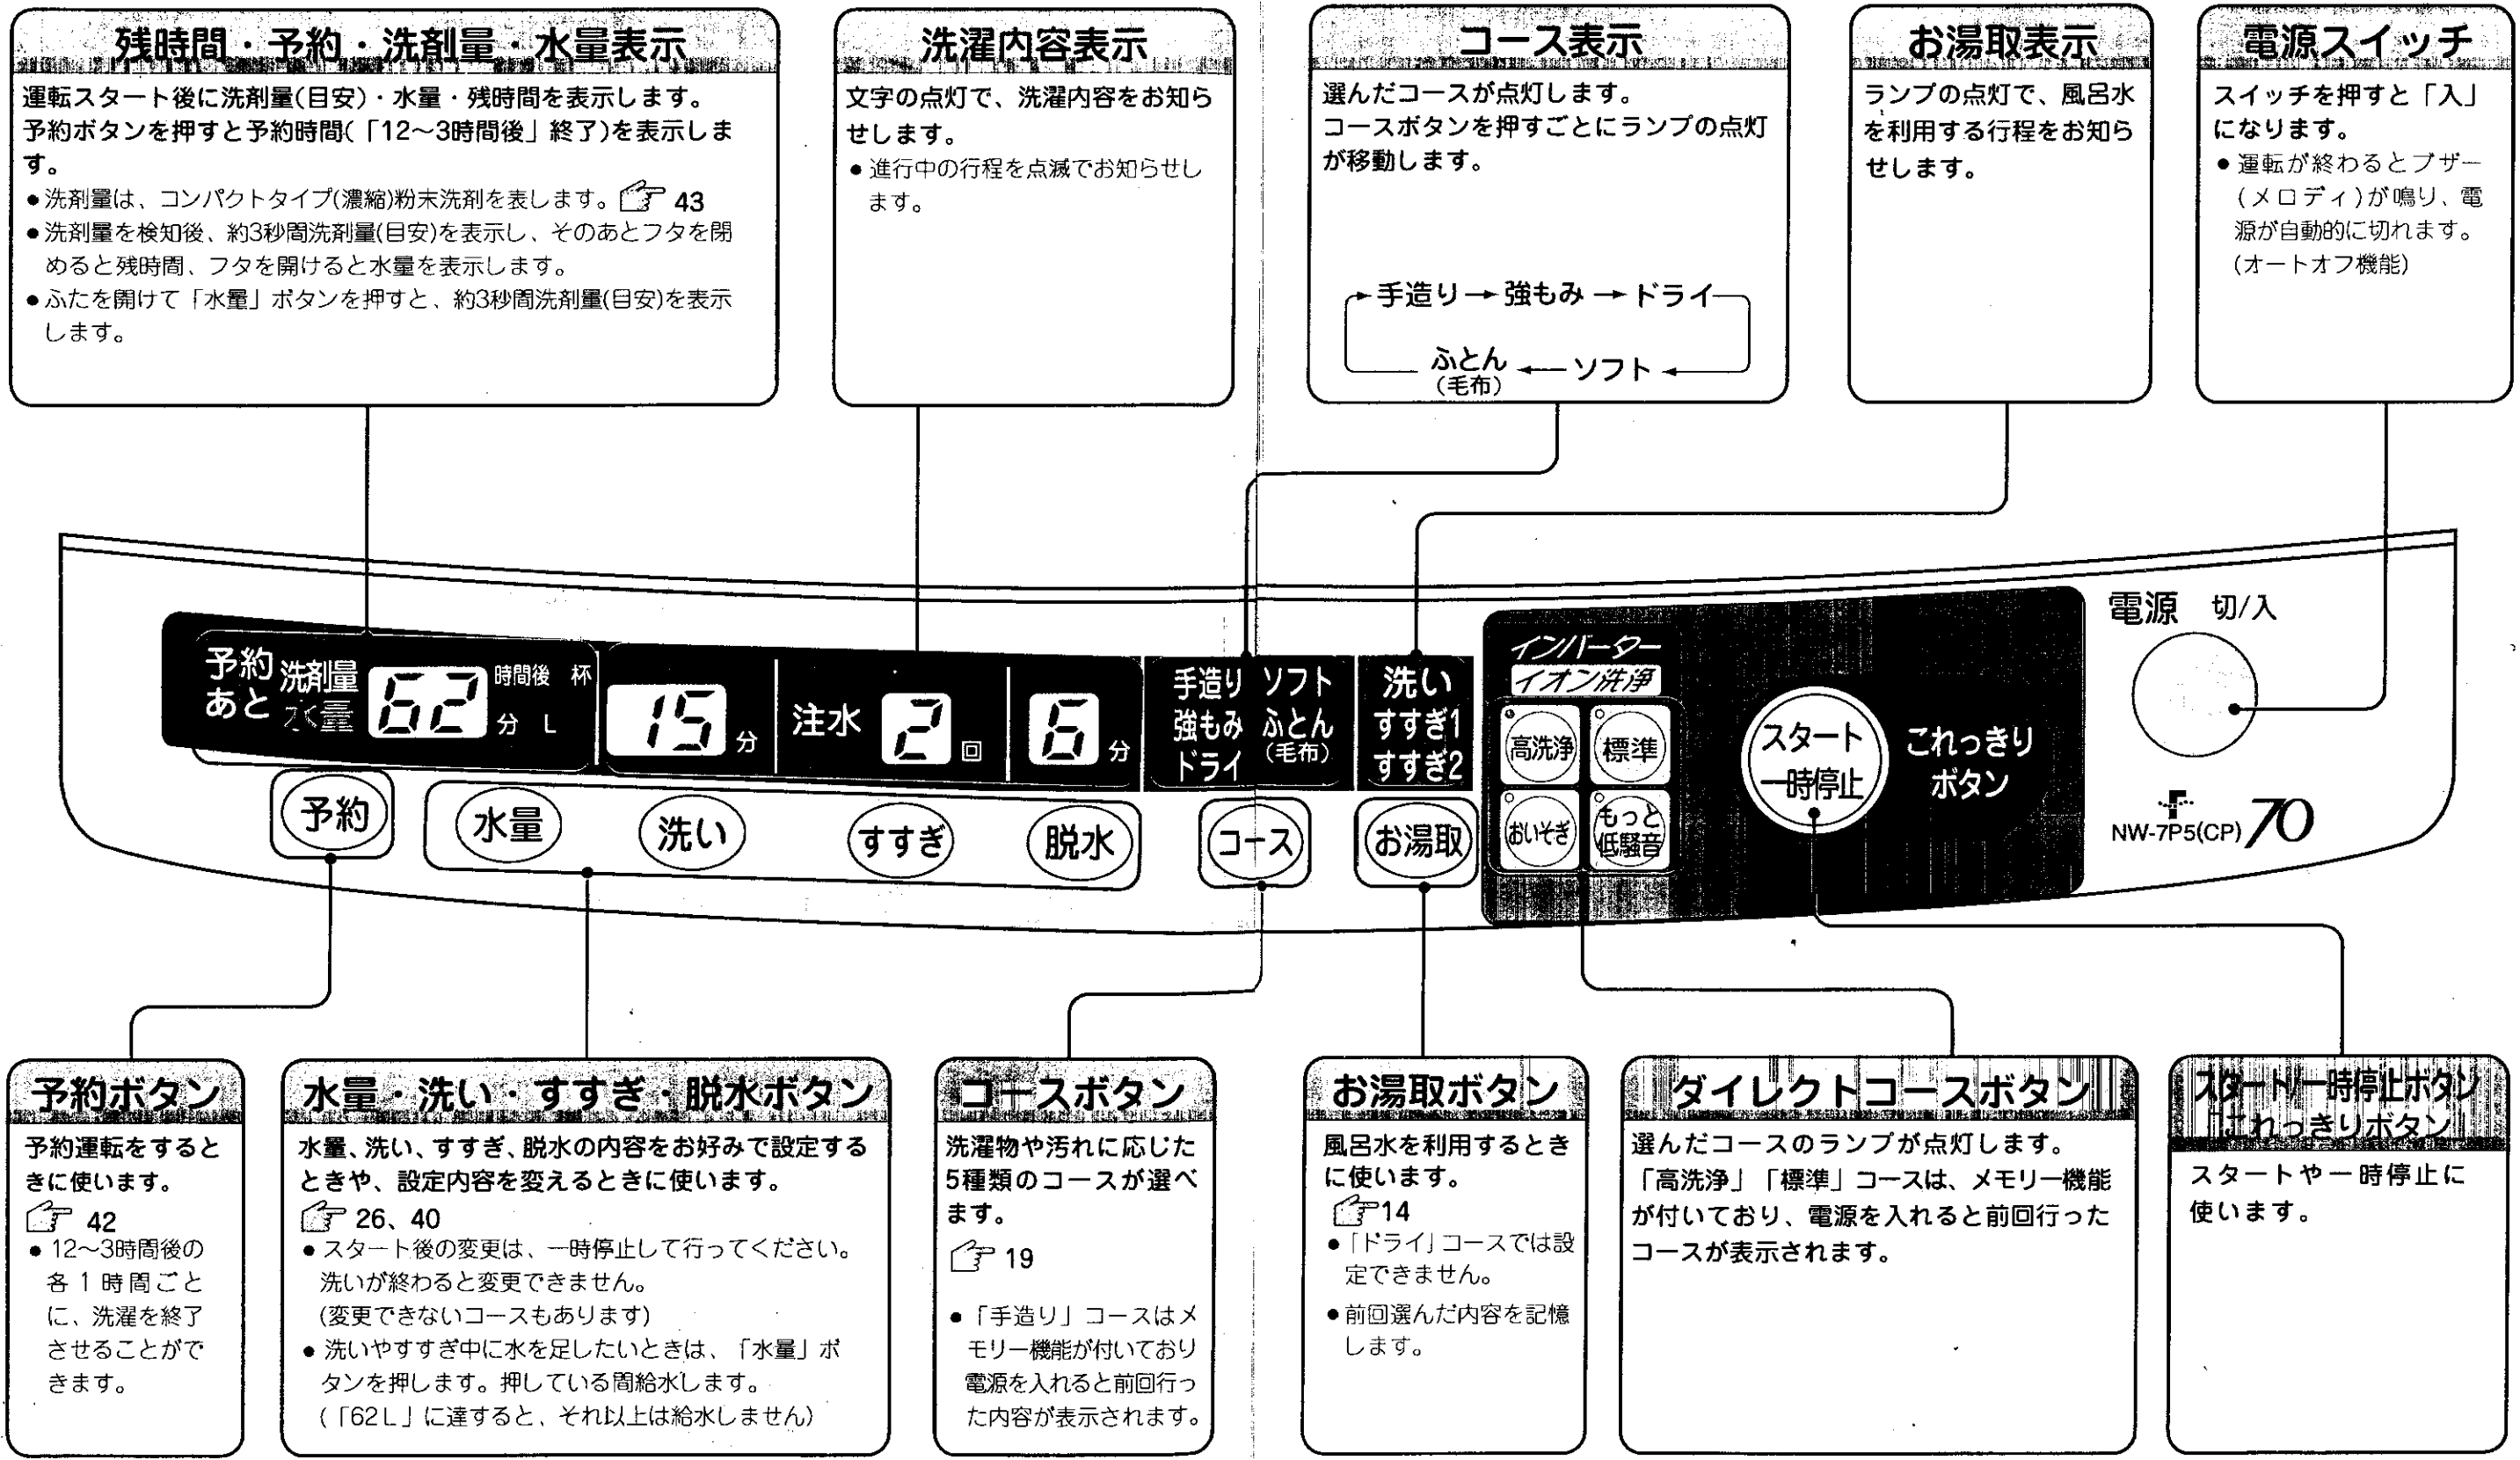 残時間・予約・洗剤量・水量表示
運転スタート後に洗剤量(目安)・水量・残時間を表示します。
予約ボタンを押すと予約時間(「12〜3時間後」終了)を表示しま
す。
●洗剤量は、コンパクトタイプ(濃縮)粉末洗剤を表します。 43
●洗剤量を検知後、約3秒間洗剤量(目安)を表示し、そのあとフタを閉
めると残時間、フタを開けると水量を表示します。
●ふたを開けて「水量」ボタンを押すと、約3秒間洗剤量(目安)を表示
します。
洗濯内容表示
文字の点灯で、洗濯内容をお知ら
せします。
●進行中の行程を点滅でお知らせし
ます。
コース表示
選んだコースが点灯します。
コースボタンを押すごとにランプの点灯
が移動します。
→手造り→強もみ→ドライ
ふとん←ソフト←
(毛布)
お湯取表示
ランプの点灯で、風呂水
を利用する行程をお知ら
せします。
電源スイッチ
スイッチを押すと「入」
になります。
●運転が終わるとブザー
(メロディ)が鳴り、電
源が自動的に切れます。
(オートオフ機能)
予約 洗剤量 62 時間後 杯
あと 水量 分 L
15 分
注水 2 回
6 分
手造り ソフト
強もみ ふとん
ドライ (毛布)
洗い
すすぎ1
すすぎ2
インバーター
イオン洗浄
高洗浄 標準
おいそぎ もっと
低騒音
スタート
一時停止
これっきり
ボタン
電源 切/入
NW-7P5(CP) 70
予約
水量
洗い
すすぎ
脱水
コース
お湯取
予約ボタン
予約運転をすると
きに使います。
42
●12〜3時間後の
各1時間ごと
に、洗濯を終了
させることがで
きます。
水量・洗い・すすぎ・脱水ボタン
水量、洗い、すすぎ、脱水の内容をお好みで設定する
ときや、設定内容を変えるときに使います。
26、40
●スタート後の変更は、一時停止して行ってください。
洗いが終わると変更できません。
(変更できないコースもあります)
●洗いやすすぎ中に水を足したいときは、「水量」ボ
タンを押します。押している間給水します。
(「62L」に達すると、それ以上は給水しません)
コースボタン
洗濯物や汚れに応じた
5種類のコースが選べ
ます。
19
●「手造り」コースはメ
モリー機能が付いており
電源を入れると前回行っ
た内容が表示されます。
お湯取ボタン
風呂水を利用するとき
に使います。
14
●「ドライ」コースでは設
定できません。
●前回選んだ内容を記憶
します。
ダイレクトコースボタン
選んだコースのランプが点灯します。
「高洗浄」「標準」コースは、メモリー機能
が付いており、電源を入れると前回行った
コースが表示されます。
スタート/一時停止ボタン
「これっきりボタン」
スタートや一時停止に
使います。